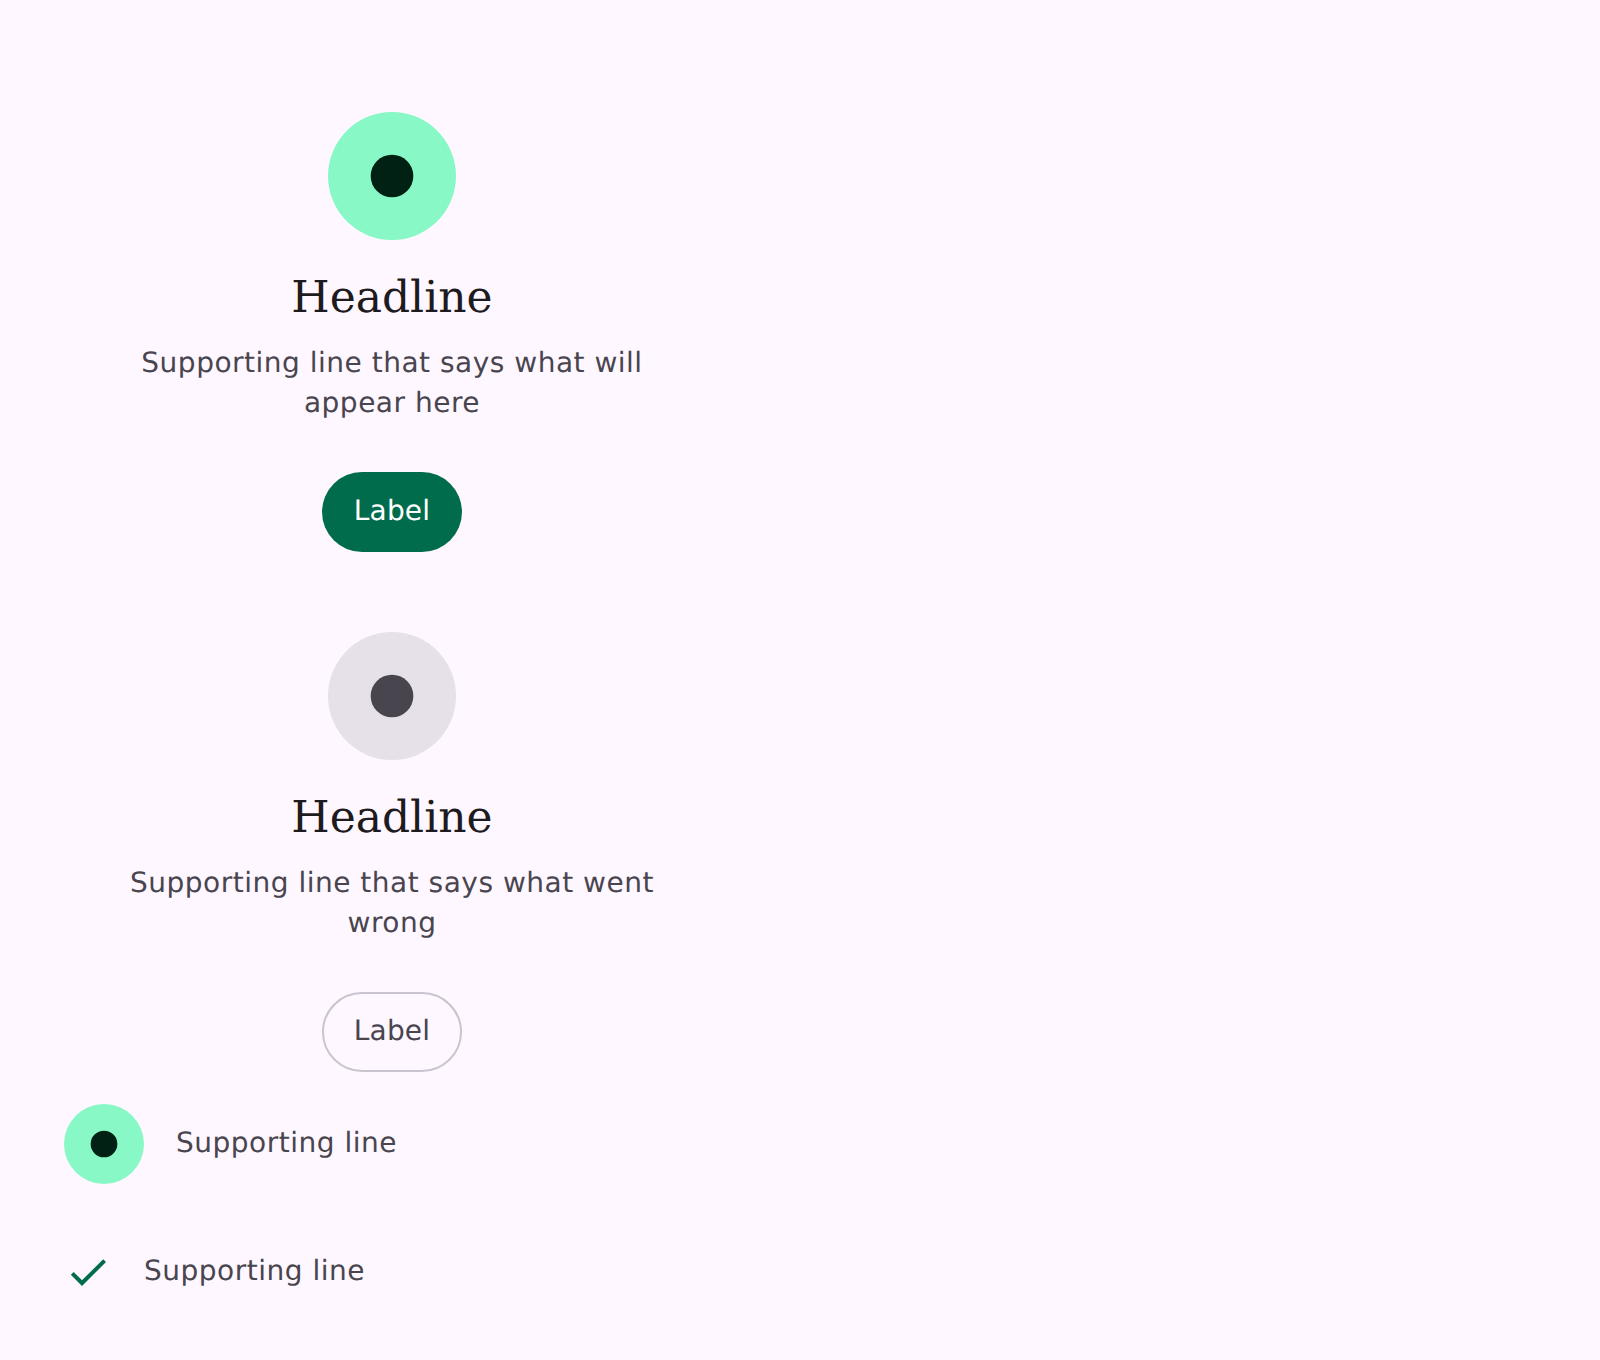 Headline
Supporting line that says what will
appear here
Label
Headline
Supporting line that says what went
wrong
Label
Supporting line
Supporting line